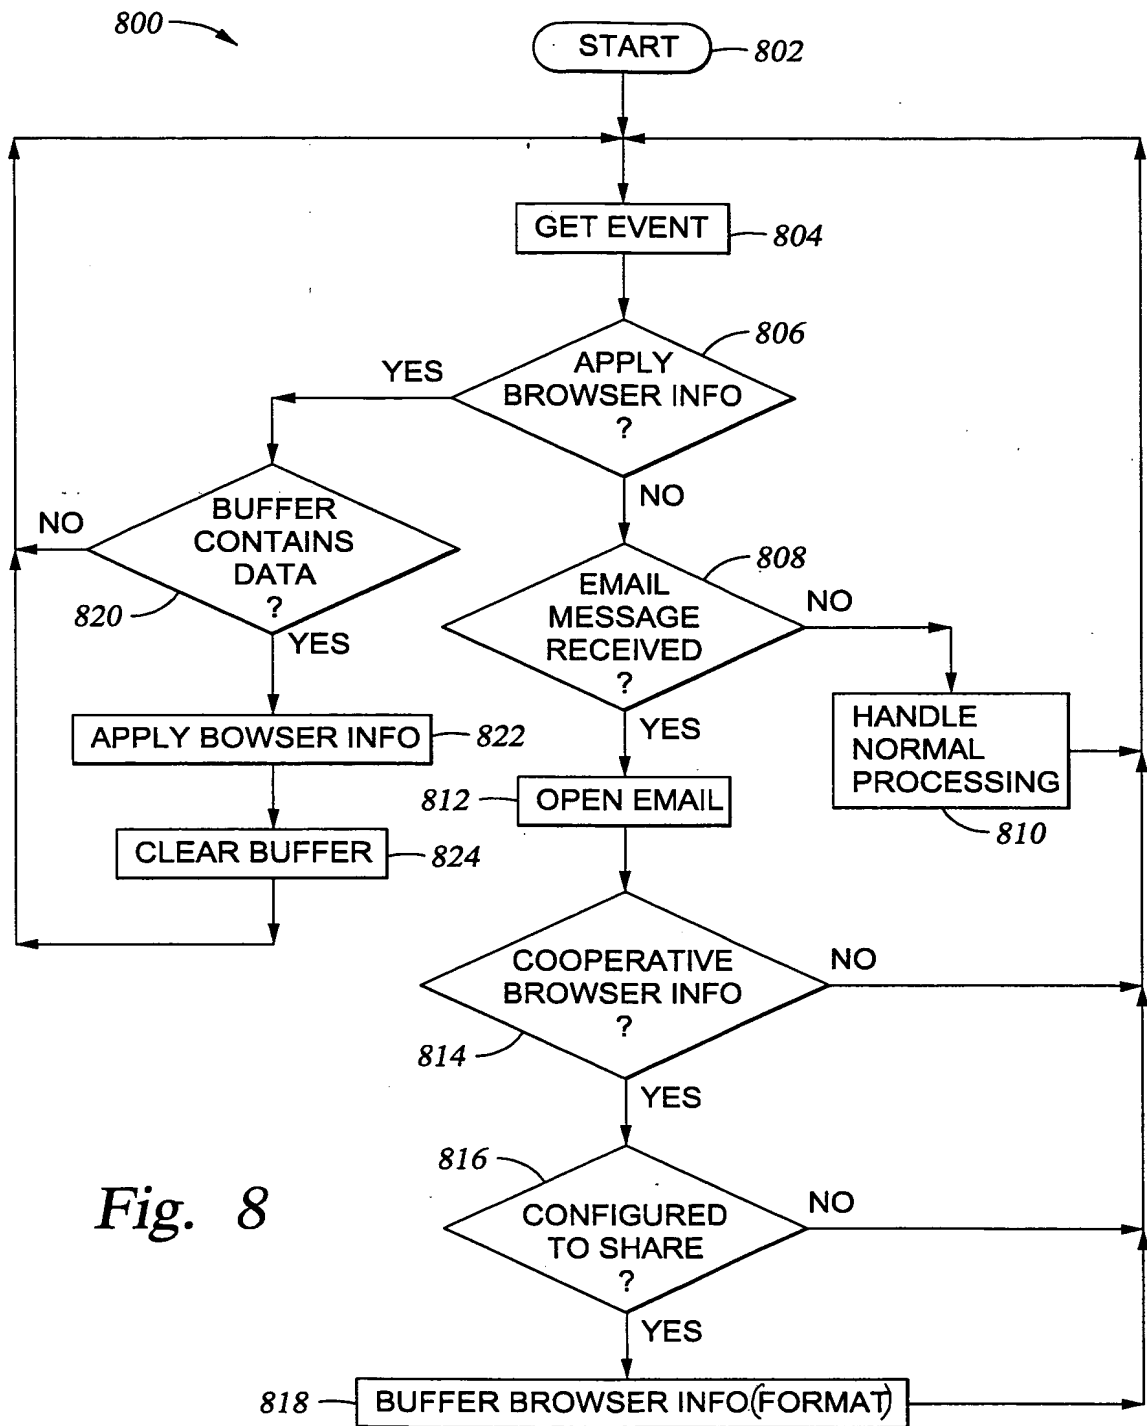 800
START
802
GET EVENT
804
806
APPLY
BROWSER INFO
?
YES
NO
BUFFER
CONTAINS
DATA
?
820
NO
YES
808
EMAIL
MESSAGE
RECEIVED
?
NO
YES
APPLY BOWSER INFO
822
HANDLE
NORMAL
PROCESSING
810
812
OPEN EMAIL
CLEAR BUFFER
824
COOPERATIVE
BROWSER INFO
?
814
NO
YES
816
CONFIGURED
TO SHARE
?
NO
YES
Fig. 8
818
BUFFER BROWSER INFO(FORMAT)